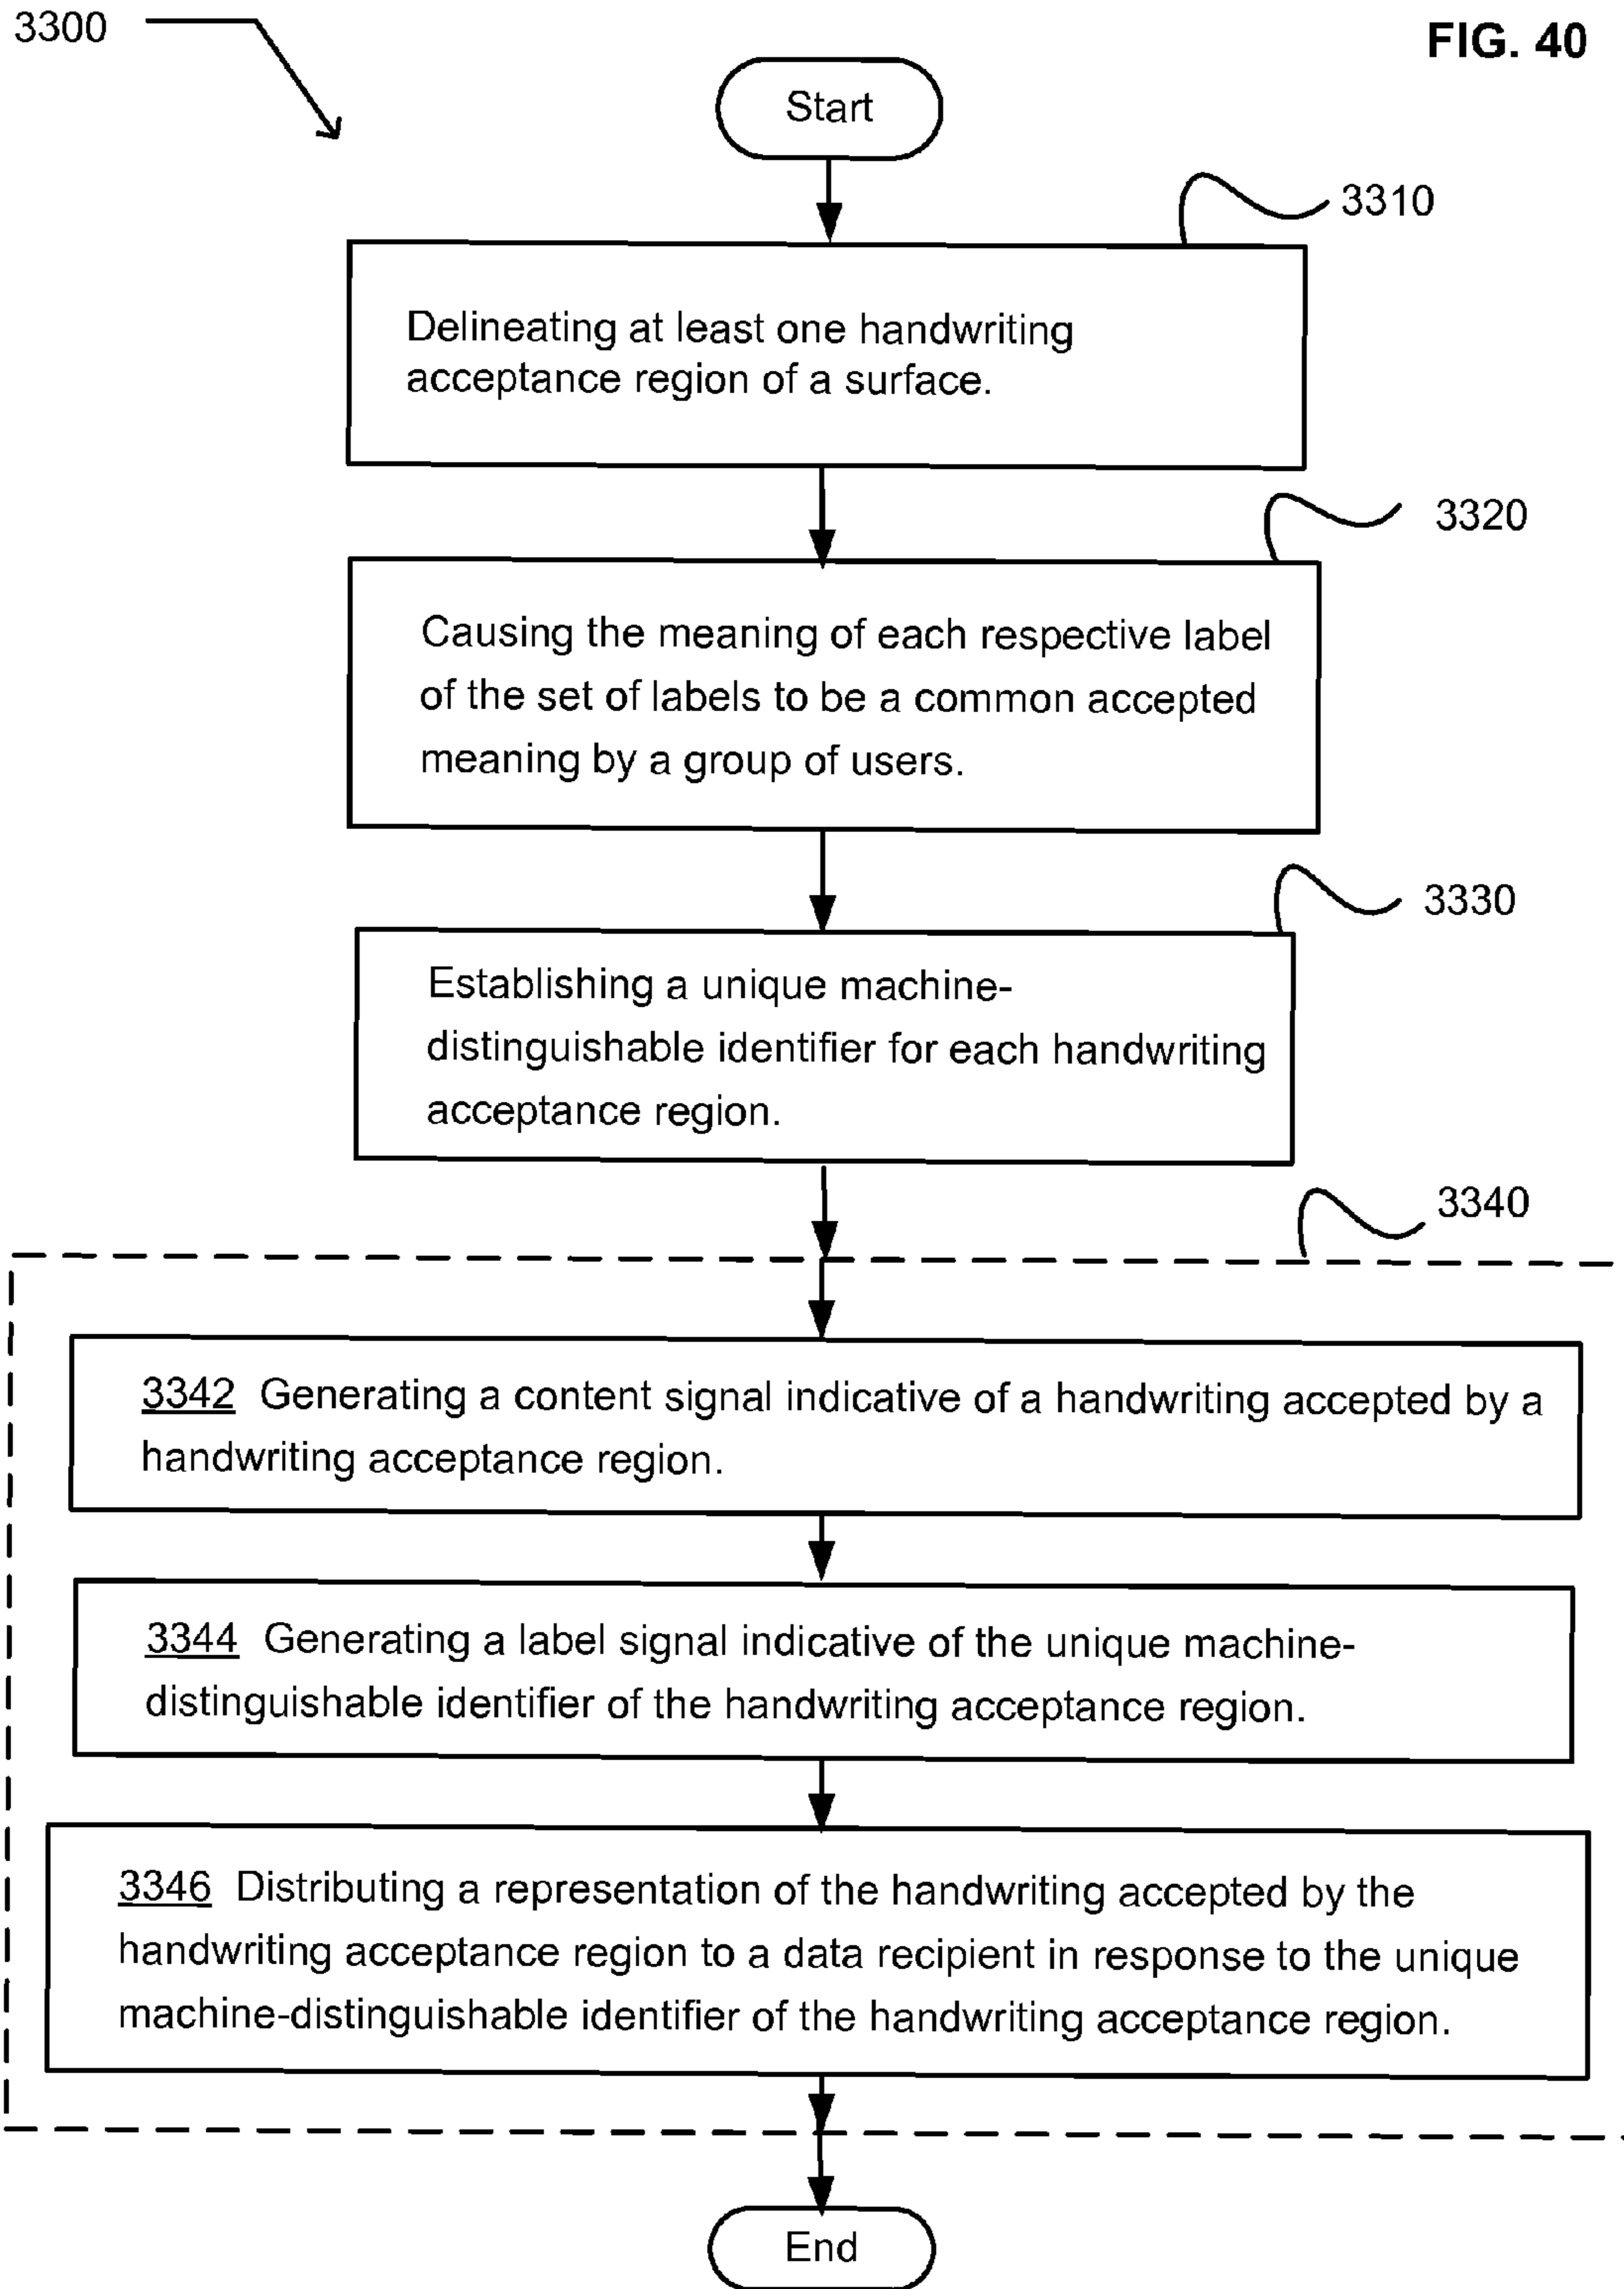 3300
FIG. 40
Start
3310
Delineating at least one handwriting
acceptance region of a surface.
3320
Causing the meaning of each respective label
of the set of labels to be a common accepted
meaning by a group of users.
3330
Establishing a unique machine-
distinguishable identifier for each handwriting
acceptance region.
3340
3342 Generating a content signal indicative of a handwriting accepted by a
handwriting acceptance region.
3344 Generating a label signal indicative of the unique machine-
distinguishable identifier of the handwriting acceptance region.
3346 Distributing a representation of the handwriting accepted by the
handwriting acceptance region to a data recipient in response to the unique
machine-distinguishable identifier of the handwriting acceptance region.
End